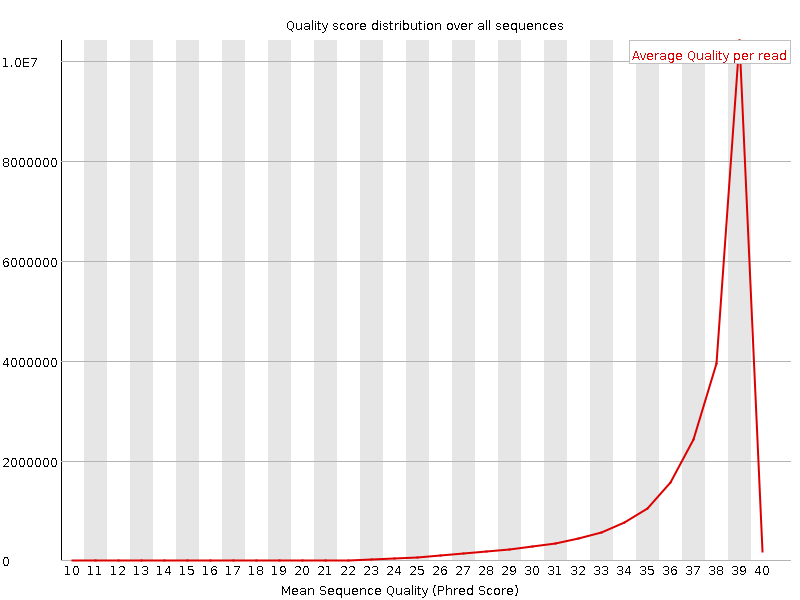 Quality score distribution over all sequences
Average Quality per read
1.0E7
8000000
6000000
4000000
2000000
0
10 11 12 13 14 15 16 17 18 19 20 21 22 23 24 25 26 27 28 29 30 31 32 33 34 35 36 37 38 39 40
Mean Sequence Quality (Phred Score)